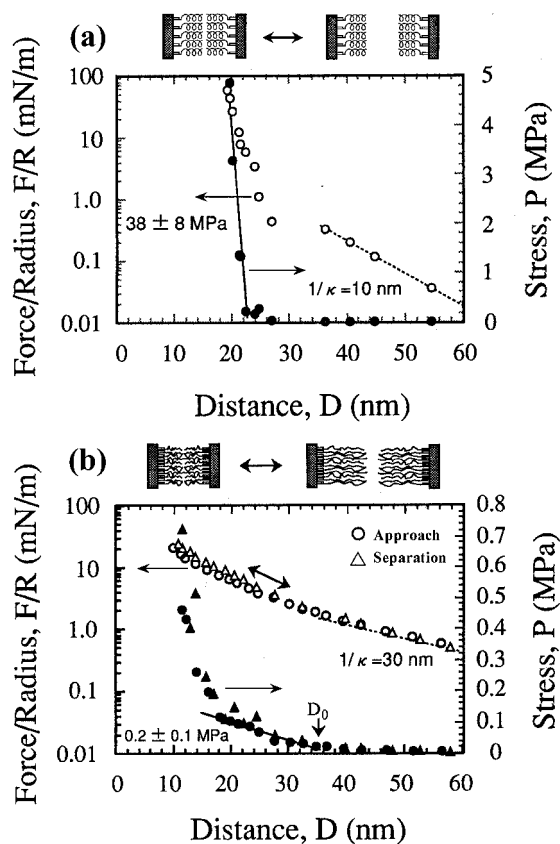 (a)
Force/Radius, F/R (mN/m)
100
10
1.0
0.1
0.01
38 ± 8 MPa
1/κ =10 nm
5
4
3
2
1
0
Stress, P (MPa)
0 10 20 30 40 50 60
Distance, D (nm)
(b)
Force/Radius, F/R (mN/m)
100
10
1.0
0.1
0.01
Approach
Separation
1/κ =30 nm
D₀
0.2 ± 0.1 MPa
0.8
0.7
0.6
0.5
0.4
0.3
0.2
0.1
0
Stress, P (MPa)
0 10 20 30 40 50 60
Distance, D (nm)